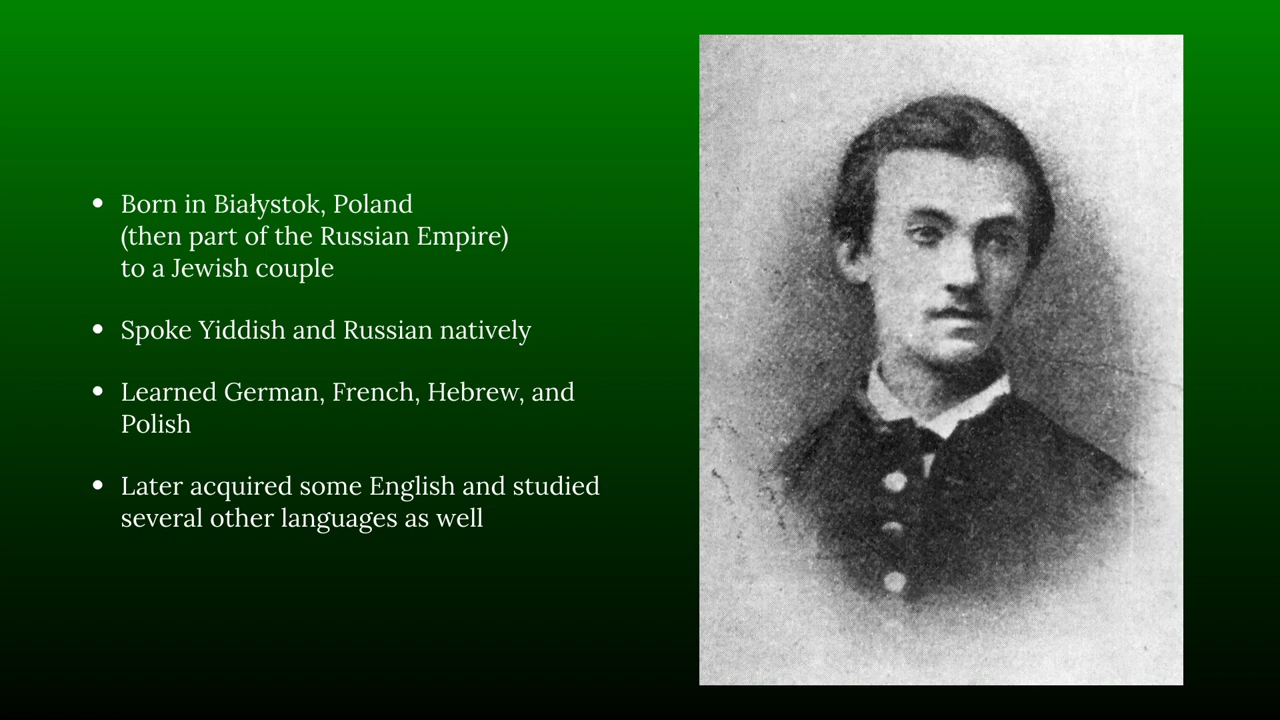 • Born in Białystok, Poland
(then part of the Russian Empire)
to a Jewish couple
• Spoke Yiddish and Russian natively
• Learned German, French, Hebrew, and
Polish
• Later acquired some English and studied
several other languages as well